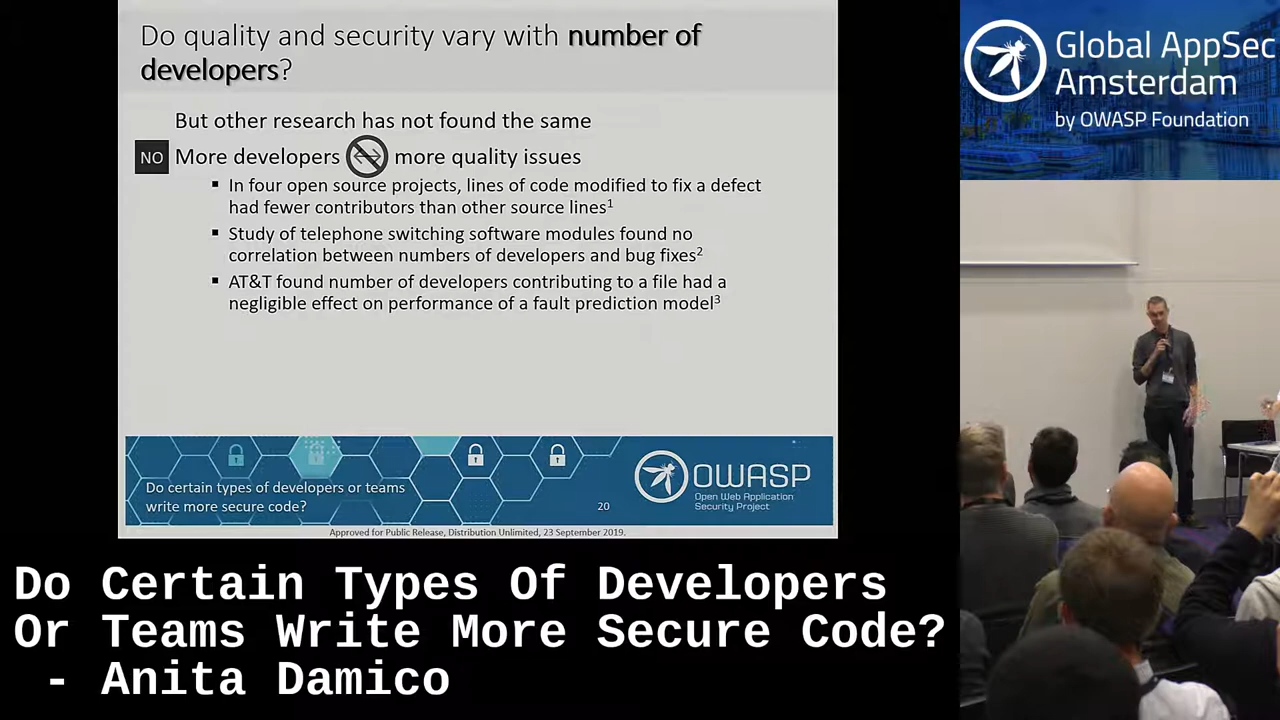 Do quality and security vary with number of
developers?
But other research has not found the same
NO More developers more quality issues
▪ In four open source projects, lines of code modified to fix a defect
had fewer contributors than other source lines¹
▪ Study of telephone switching software modules found no
correlation between numbers of developers and bug fixes²
▪ AT&T found number of developers contributing to a file had a
negligible effect on performance of a fault prediction model³
Do certain types of developers or teams
write more secure code?
20
OWASP
Open Web Application
Security Project
Approved for Public Release, Distribution Unlimited, 23 September 2019.
Global AppSec
Amsterdam
by OWASP Foundation
Do Certain Types Of Developers
Or Teams Write More Secure Code?
- Anita Damico